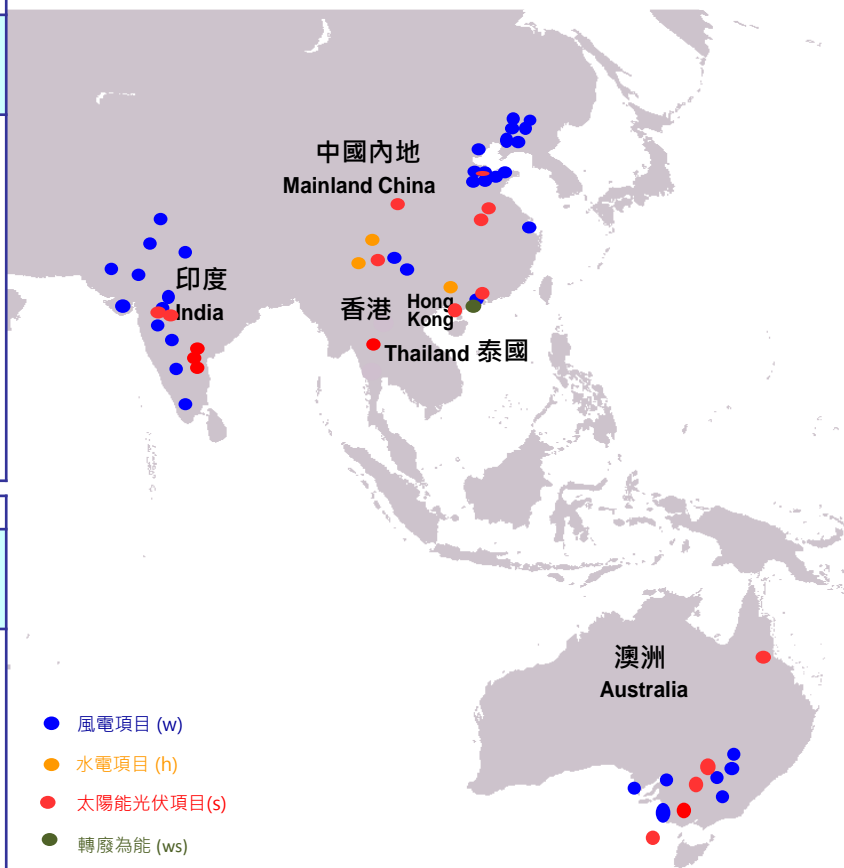 中國內地
Mainland China
印度
India
香港 Hong
Kong
Thailand 泰國
澳洲
Australia
風電項目 (w)
水電項目 (h)
太陽能光伏項目(s)
轉廢為能 (ws)